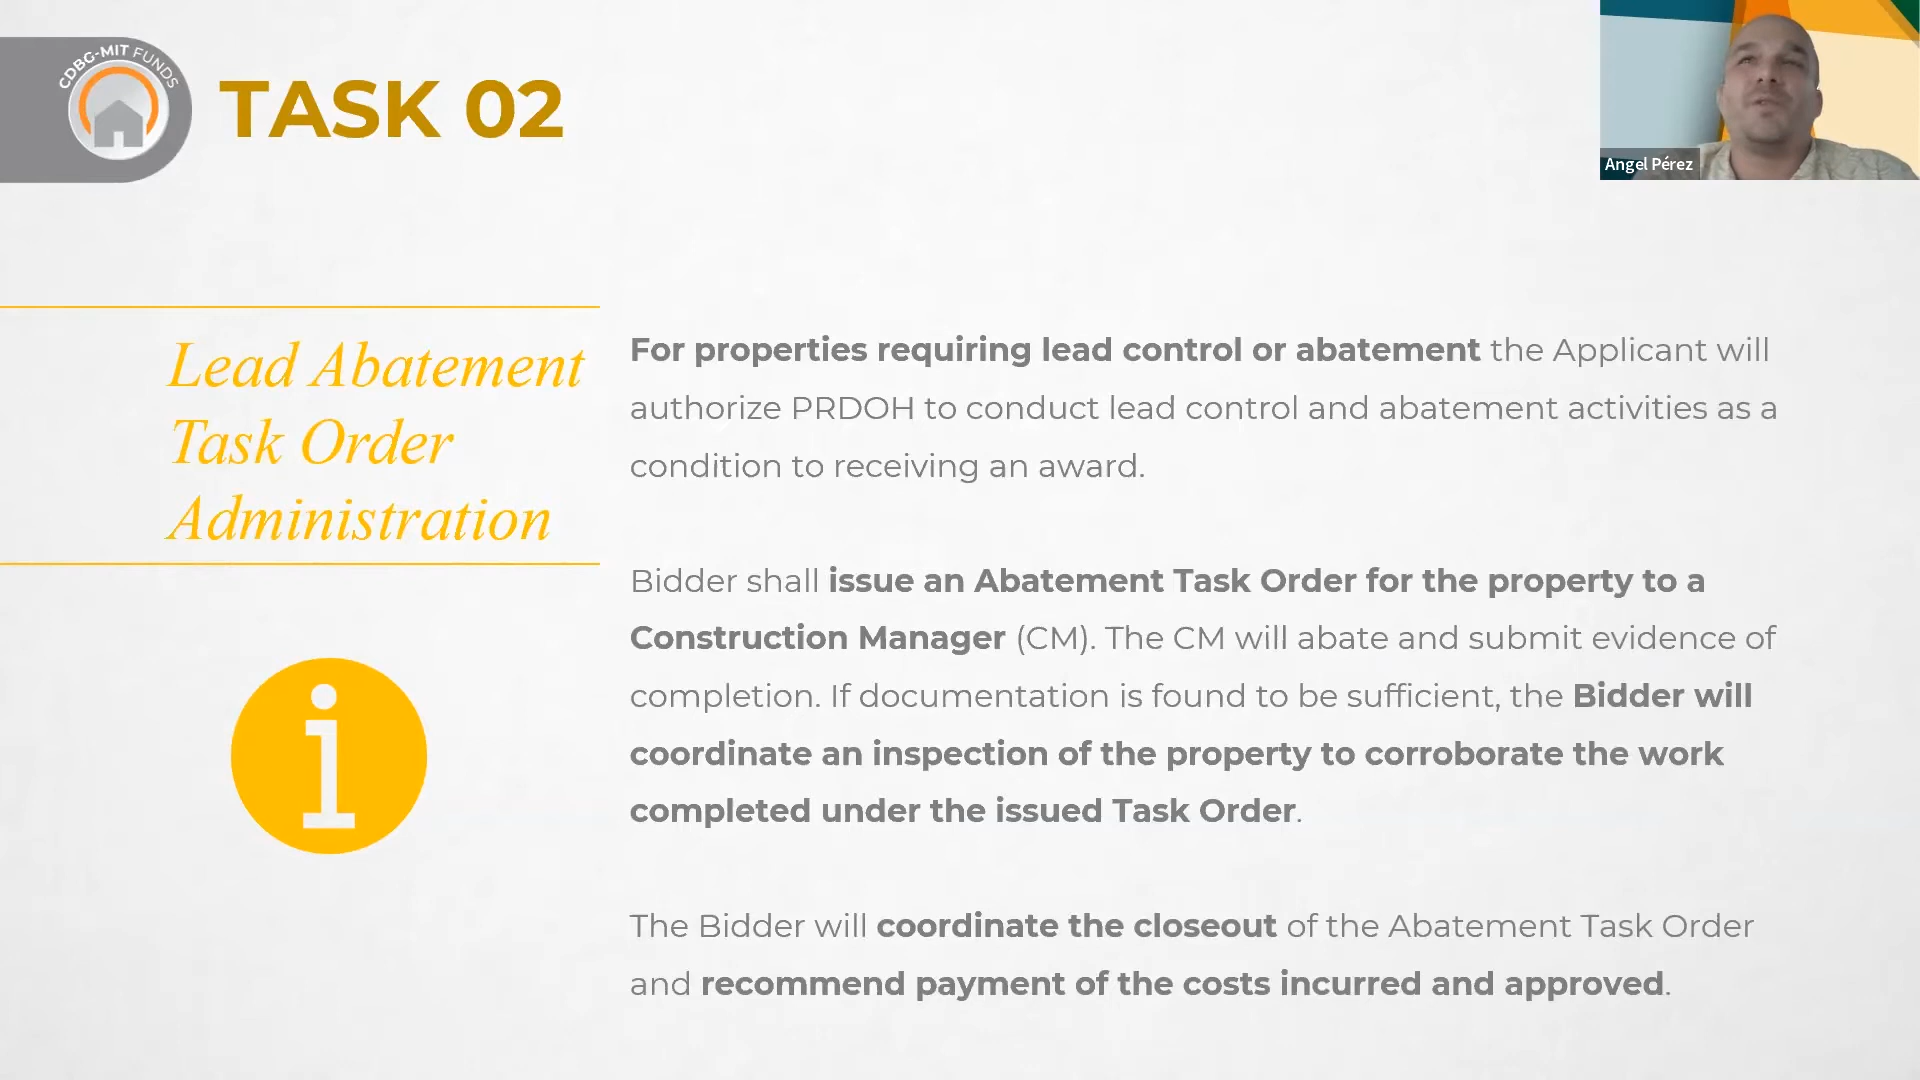 CDBG-MIT FUNDS
TASK 02
Angel Pérez
Lead Abatement
Task Order
Administration
For properties requiring lead control or abatement the Applicant will
authorize PRDOH to conduct lead control and abatement activities as a
condition to receiving an award.
Bidder shall issue an Abatement Task Order for the property to a
Construction Manager (CM). The CM will abate and submit evidence of
completion. If documentation is found to be sufficient, the Bidder will
coordinate an inspection of the property to corroborate the work
completed under the issued Task Order.
The Bidder will coordinate the closeout of the Abatement Task Order
and recommend payment of the costs incurred and approved.